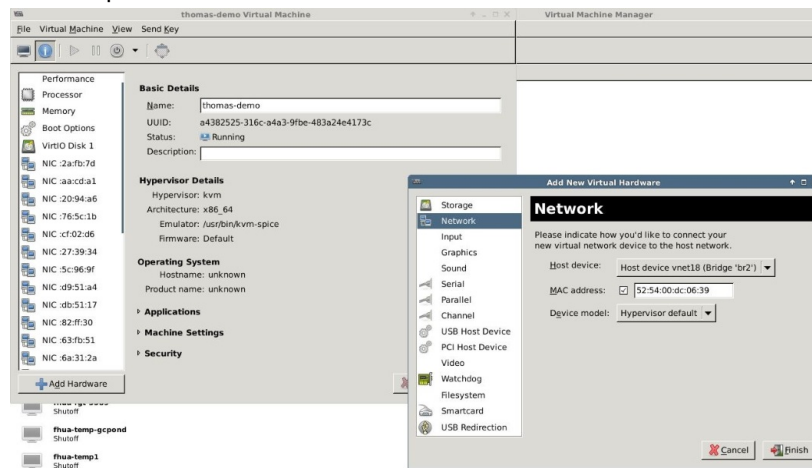 thomas-demo Virtual Machine
Virtual Machine Manager
File Virtual Machine View Send Key
Performance
Processor
Memory
Boot Options
VirtIO Disk 1
NIC :2a:fb:7d
NIC :aa:cd:a1
NIC :20:94:a6
NIC :76:5c:1b
NIC :cf:02:d6
NIC :27:39:34
NIC :5c:96:9f
NIC :d9:51:a4
NIC :db:51:17
NIC :82:ff:30
NIC :63:fb:51
NIC :6a:31:2a
Add Hardware
Basic Details
Name: thomas-demo
UUID: a4382525-316c-a4a3-9fbe-483a24e4173c
Status: Running
Description:
Hypervisor Details
Hypervisor: kvm
Architecture: x86_64
Emulator: /usr/bin/kvm-spice
Firmware: Default
Operating System
Hostname: unknown
Product name: unknown
Applications
Machine Settings
Security
Shutoff
fhua-temp-gcpond
Shutoff
fhua-temp1
Shutoff
Add New Virtual Hardware
Storage
Network
Input
Graphics
Sound
Serial
Parallel
Channel
USB Host Device
PCI Host Device
Video
Watchdog
Filesystem
Smartcard
USB Redirection
Network
Please indicate how you'd like to connect your
new virtual network device to the host network.
Host device: Host device vnet18 (Bridge 'br2')
MAC address: 52:54:00:dc:06:39
Device model: Hypervisor default
Cancel
Finish